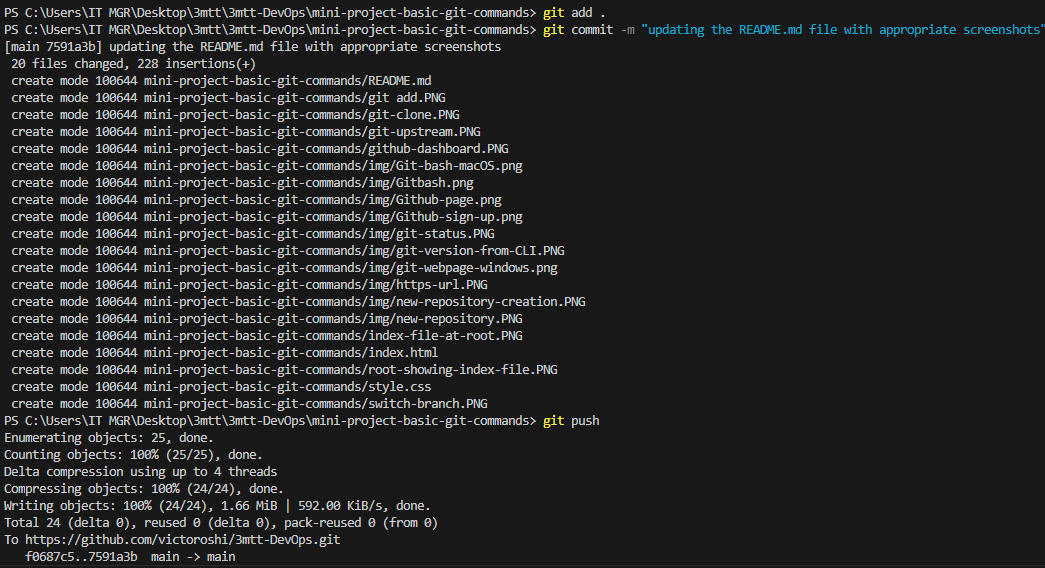 PS C:\Users\IT MGR\Desktop\3mtt\3mtt-DevOps\mini-project-basic-git-commands> git add .
PS C:\Users\IT MGR\Desktop\3mtt\3mtt-DevOps\mini-project-basic-git-commands> git commit -m "updating the README.md file with appropriate screenshots"
[main 7591a3b] updating the README.md file with appropriate screenshots
 20 files changed, 228 insertions(+)
 create mode 100644 mini-project-basic-git-commands/README.md
 create mode 100644 mini-project-basic-git-commands/git add.PNG
 create mode 100644 mini-project-basic-git-commands/git-clone.PNG
 create mode 100644 mini-project-basic-git-commands/git-upstream.PNG
 create mode 100644 mini-project-basic-git-commands/github-dashboard.PNG
 create mode 100644 mini-project-basic-git-commands/img/Git-bash-macOS.png
 create mode 100644 mini-project-basic-git-commands/img/Gitbash.png
 create mode 100644 mini-project-basic-git-commands/img/Github-page.png
 create mode 100644 mini-project-basic-git-commands/img/Github-sign-up.png
 create mode 100644 mini-project-basic-git-commands/img/git-status.PNG
 create mode 100644 mini-project-basic-git-commands/img/git-version-from-CLI.PNG
 create mode 100644 mini-project-basic-git-commands/img/git-webpage-windows.png
 create mode 100644 mini-project-basic-git-commands/img/https-url.PNG
 create mode 100644 mini-project-basic-git-commands/img/new-repository-creation.PNG
 create mode 100644 mini-project-basic-git-commands/img/new-repository.PNG
 create mode 100644 mini-project-basic-git-commands/index-file-at-root.PNG
 create mode 100644 mini-project-basic-git-commands/index.html
 create mode 100644 mini-project-basic-git-commands/root-showing-index-file.PNG
 create mode 100644 mini-project-basic-git-commands/style.css
 create mode 100644 mini-project-basic-git-commands/switch-branch.PNG
PS C:\Users\IT MGR\Desktop\3mtt\3mtt-DevOps\mini-project-basic-git-commands> git push
Enumerating objects: 25, done.
Counting objects: 100% (25/25), done.
Delta compression using up to 4 threads
Compressing objects: 100% (24/24), done.
Writing objects: 100% (24/24), 1.66 MiB | 592.00 KiB/s, done.
Total 24 (delta 0), reused 0 (delta 0), pack-reused 0 (from 0)
To https://github.com/victoroshi/3mtt-DevOps.git
   f0687c5..7591a3b  main -> main